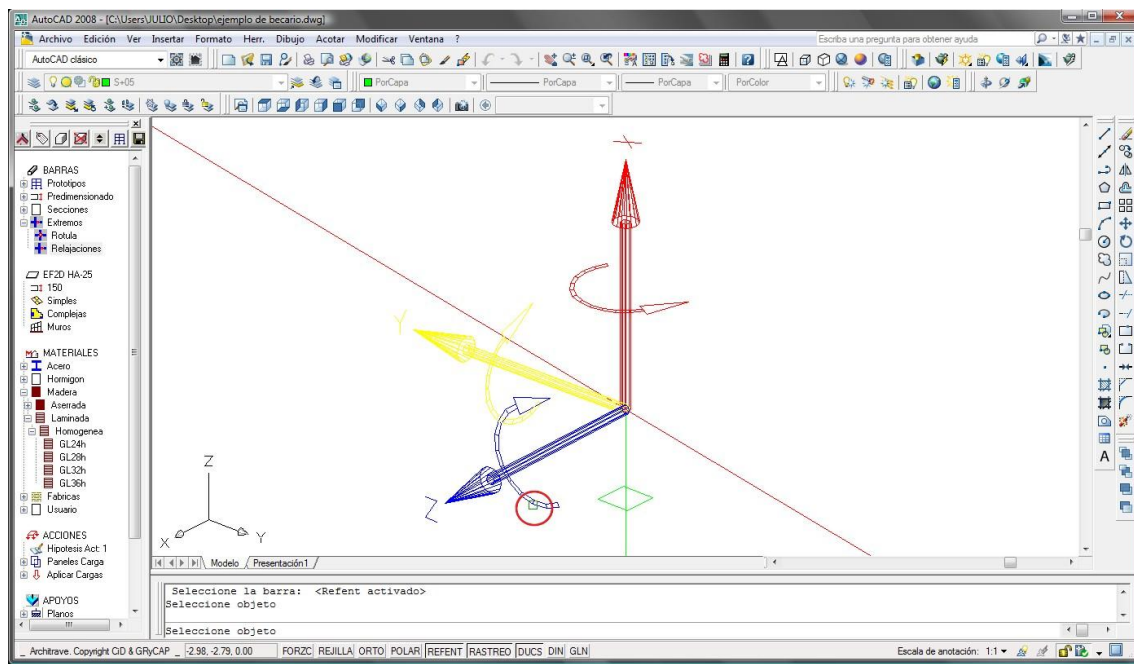 AutoCAD 2008 - [C:\Users\JULIO\Desktop\ejemplo de becario.dwg]
Archivo Edición Ver Insertar Formato Herr. Dibujo Acotar Modificar Ventana ?
Escriba una pregunta para obtener ayuda
AutoCAD clásico
S+05
PorCapa
PorCapa
PorCapa
PorColor
BARRAS
Prototipos
Predimensionado
Secciones
Extremos
Rotula
Relajaciones
EF2D HA-25
150
Simples
Complejas
Muros
MATERIALES
Acero
Hormigon
Madera
Aserrada
Laminada
Homogenea
GL24h
GL28h
GL32h
GL36h
Fabricas
Usuario
ACCIONES
Hipotesis Act: 1
Paneles Carga
Aplicar Cargas
APOYOS
Planos
X
Y
Z
Z
X
Y
A
Modelo
Presentación1
Seleccione la barra: <Refent activado>
Seleccione objeto
Seleccione objeto
Architrave. Copyright CiD & GRyCAP
-2.98, -2.79, 0.00
FORZC REJILLA ORTO POLAR REFENT RASTREO DUCS DIN GLN
Escala de anotación: 1:1